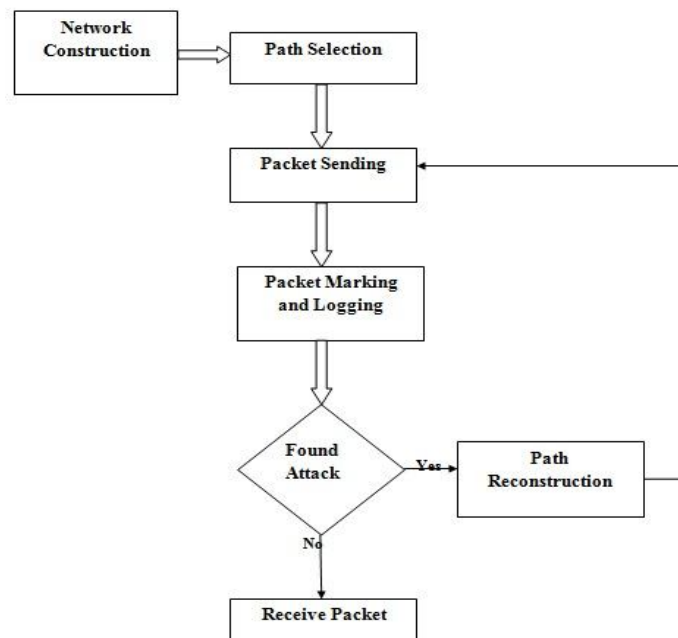 Network
Construction
Path Selection
Packet Sending
Packet Marking
and Logging
Found
Attack
Yes
Path
Reconstruction
No
Receive Packet